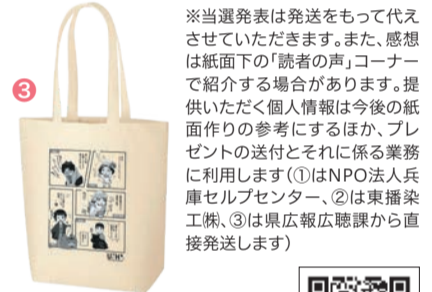 ③
※当選発表は発送をもって代え
させていただきます。また、感想
は紙面下の「読者の声」コーナー
で紹介する場合があります。提
供いただく個人情報は今後の紙
面作りの参考にするほか、プレ
ゼントの送付とそれに係る業務
に利用します(①はNPO法人兵
庫セルプセンター、②は東播染
工㈱、③は県広報広聴課から直
接発送します)